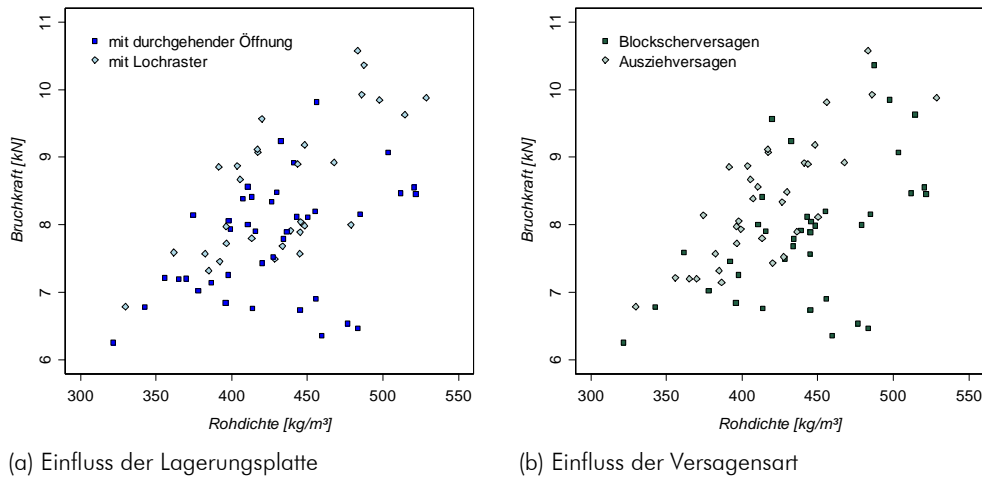 11
10
9
8
7
6
Bruchkraft [kN]
mit durchgehender Öffnung
mit Lochraster
300
400
450
500
550
Rohdichte [kg/m³]
(a) Einfluss der Lagerungsplatte
11
10
9
8
7
6
Bruchkraft [kN]
Blockscherversagen
Ausziehversagen
300
400
450
500
550
Rohdichte [kg/m³]
(b) Einfluss der Versagensart